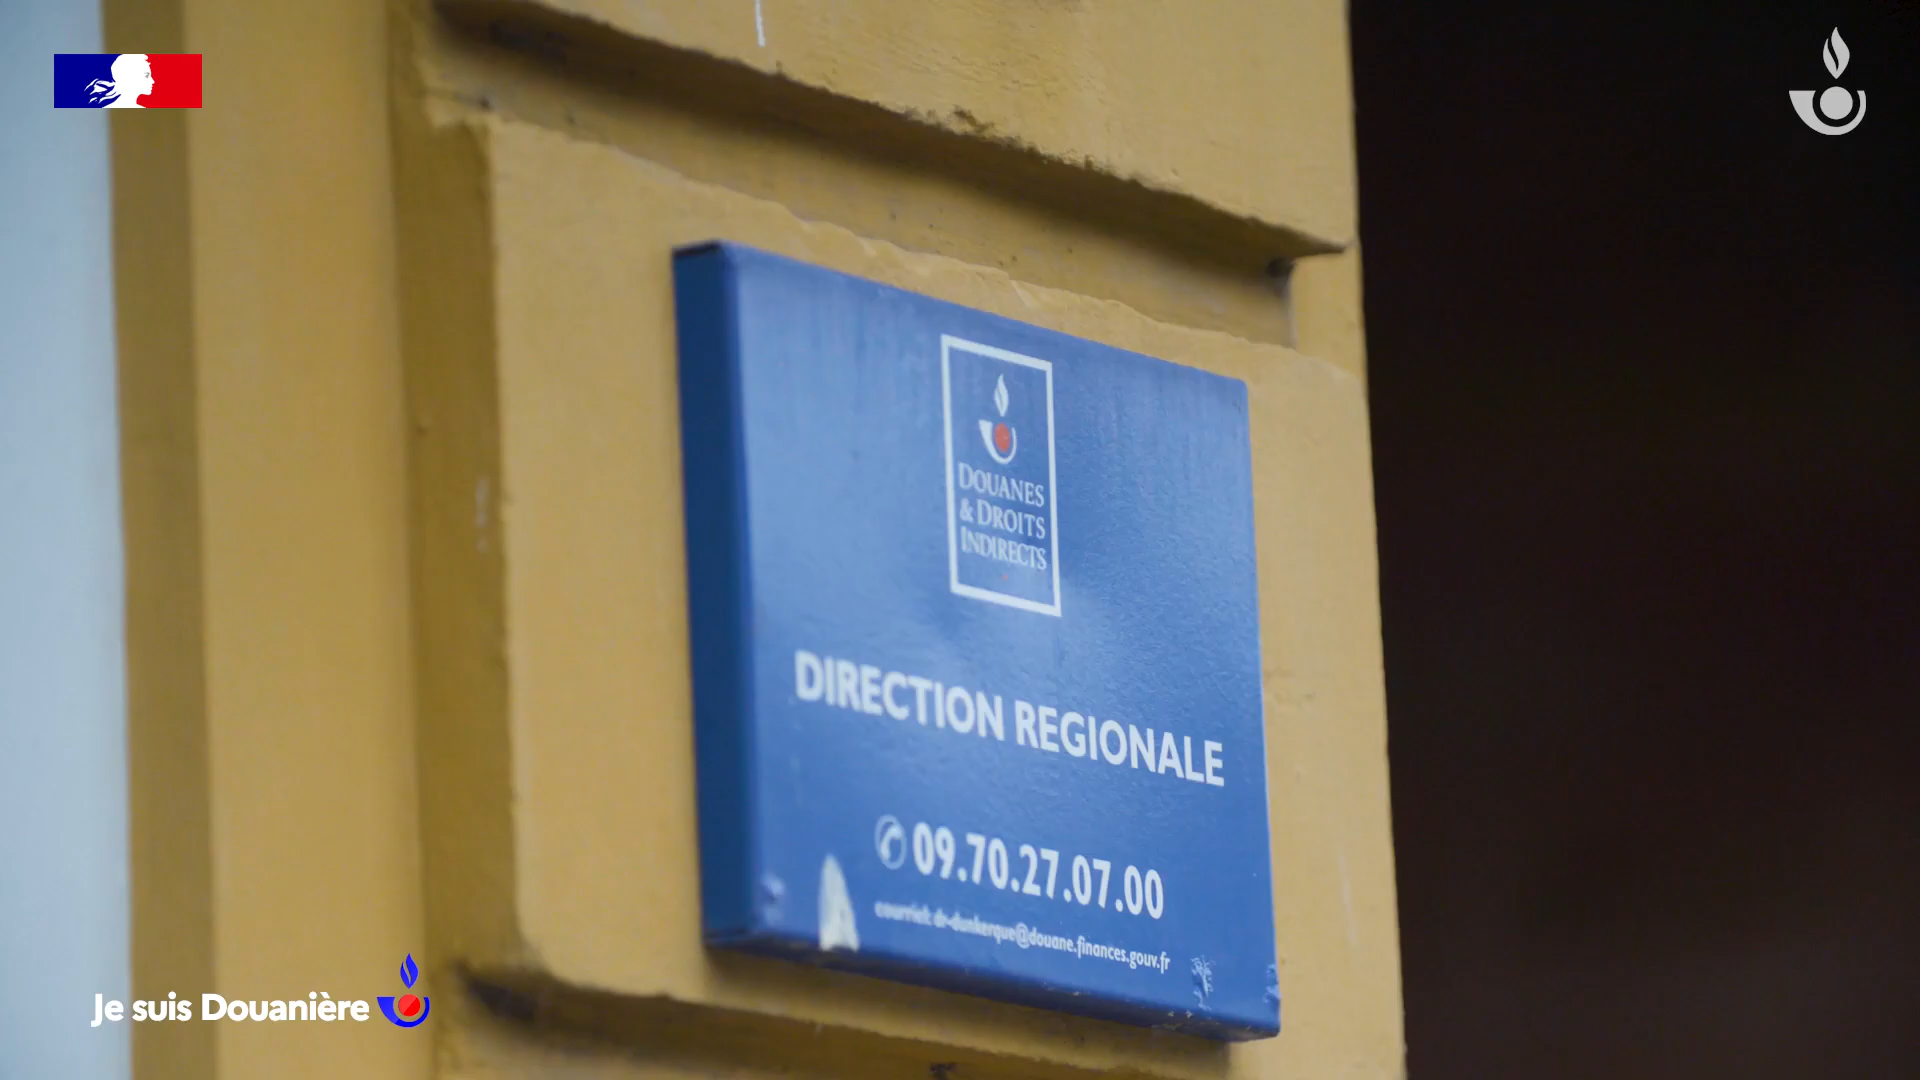 DOUANES
& DROITS
INDIRECTS
DIRECTION REGIONALE
09.70.27.07.00
courriel: dr-dunkerque@douane.finances.gouv.fr
Je suis Douanière